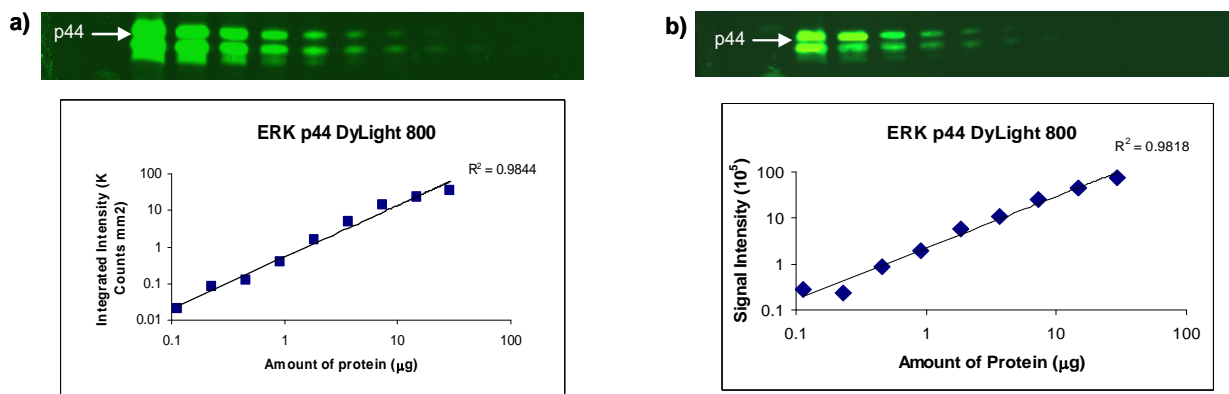 a)
p44
ERK p44 DyLight 800
R² = 0.9844
Integrated Intensity (K
Counts mm2)
100
10
1
0.1
0.01
0.1
1
10
100
Amount of protein (μg)
b)
p44
ERK p44 DyLight 800
R² = 0.9818
Signal Intensity (10⁵)
100
10
1
0.1
0.1
1
10
100
Amount of Protein (μg)